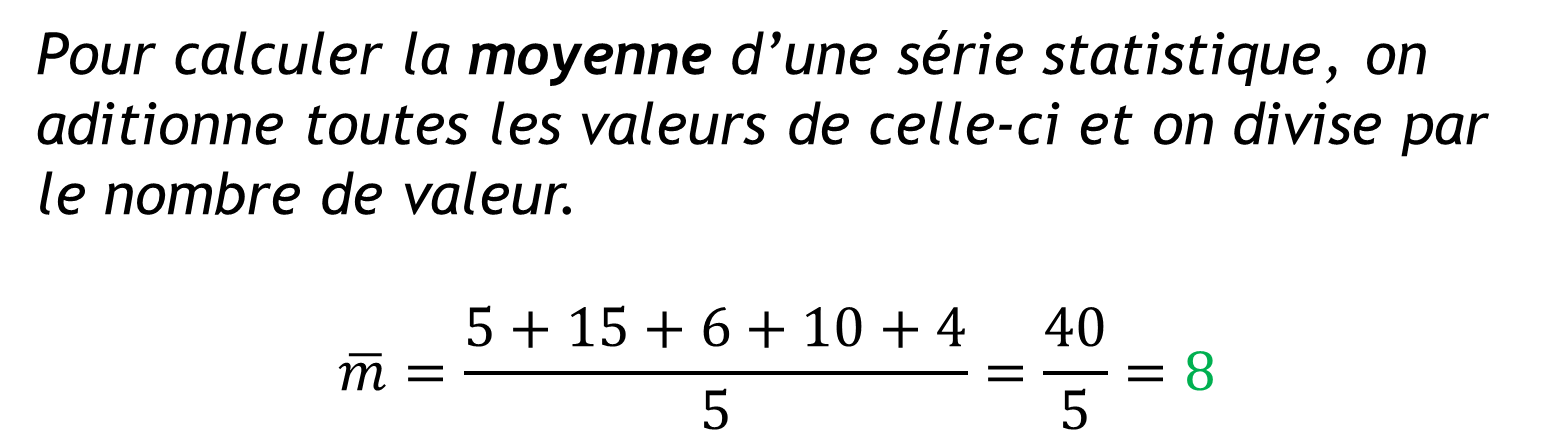 Pour calculer la moyenne d’une série statistique, on
aditionne toutes les valeurs de celle-ci et on divise par
le nombre de valeur.
m̅ = (5 + 15 + 6 + 10 + 4)/5 = 40/5 = 8